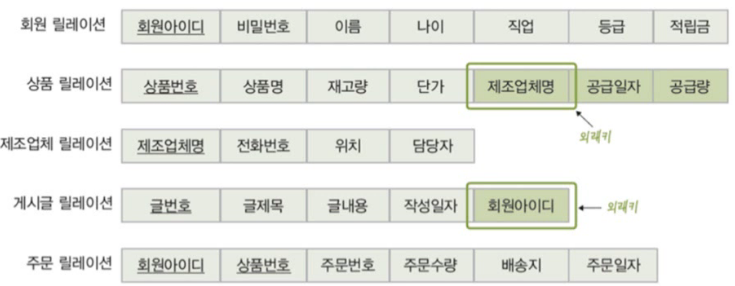 회원 릴레이션 회원아이디 비밀번호 이름 나이 직업 등급 적립금
상품 릴레이션 상품번호 상품명 재고량 단가 제조업체명 공급일자 공급량
외래키
제조업체 릴레이션 제조업체명 전화번호 위치 담당자
게시글 릴레이션 글번호 글제목 글내용 작성일자 회원아이디 외래키
주문 릴레이션 회원아이디 상품번호 주문번호 주문수량 배송지 주문일자